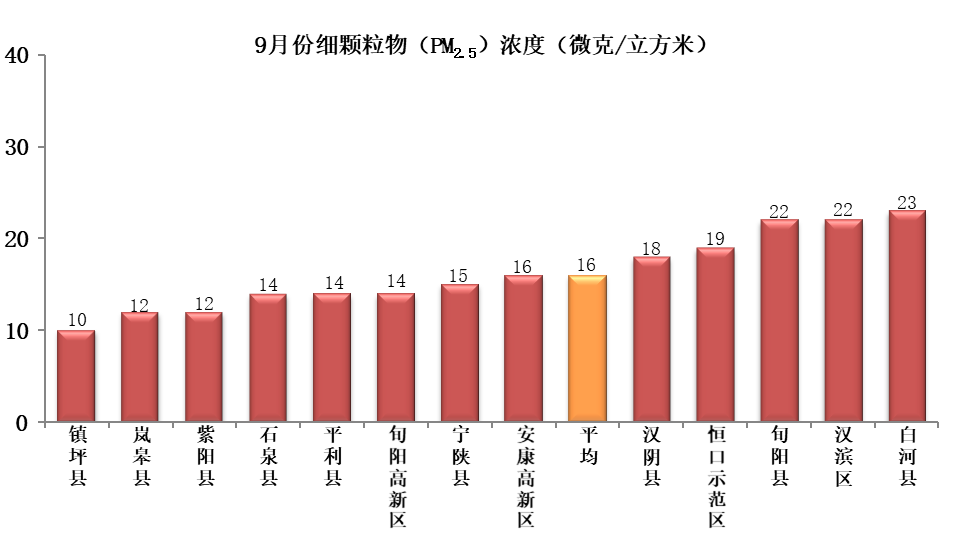 9月份细颗粒物（PM2.5）浓度（微克/立方米）
40
30
20
10
0
10
12
12
14
14
14
15
16
16
18
19
22
22
23
镇坪县
岚皋县
紫阳县
石泉县
平利县
旬阳高新区
宁陕县
安康高新区
平均
汉阴县
恒口示范区
旬阳县
汉滨区
白河县